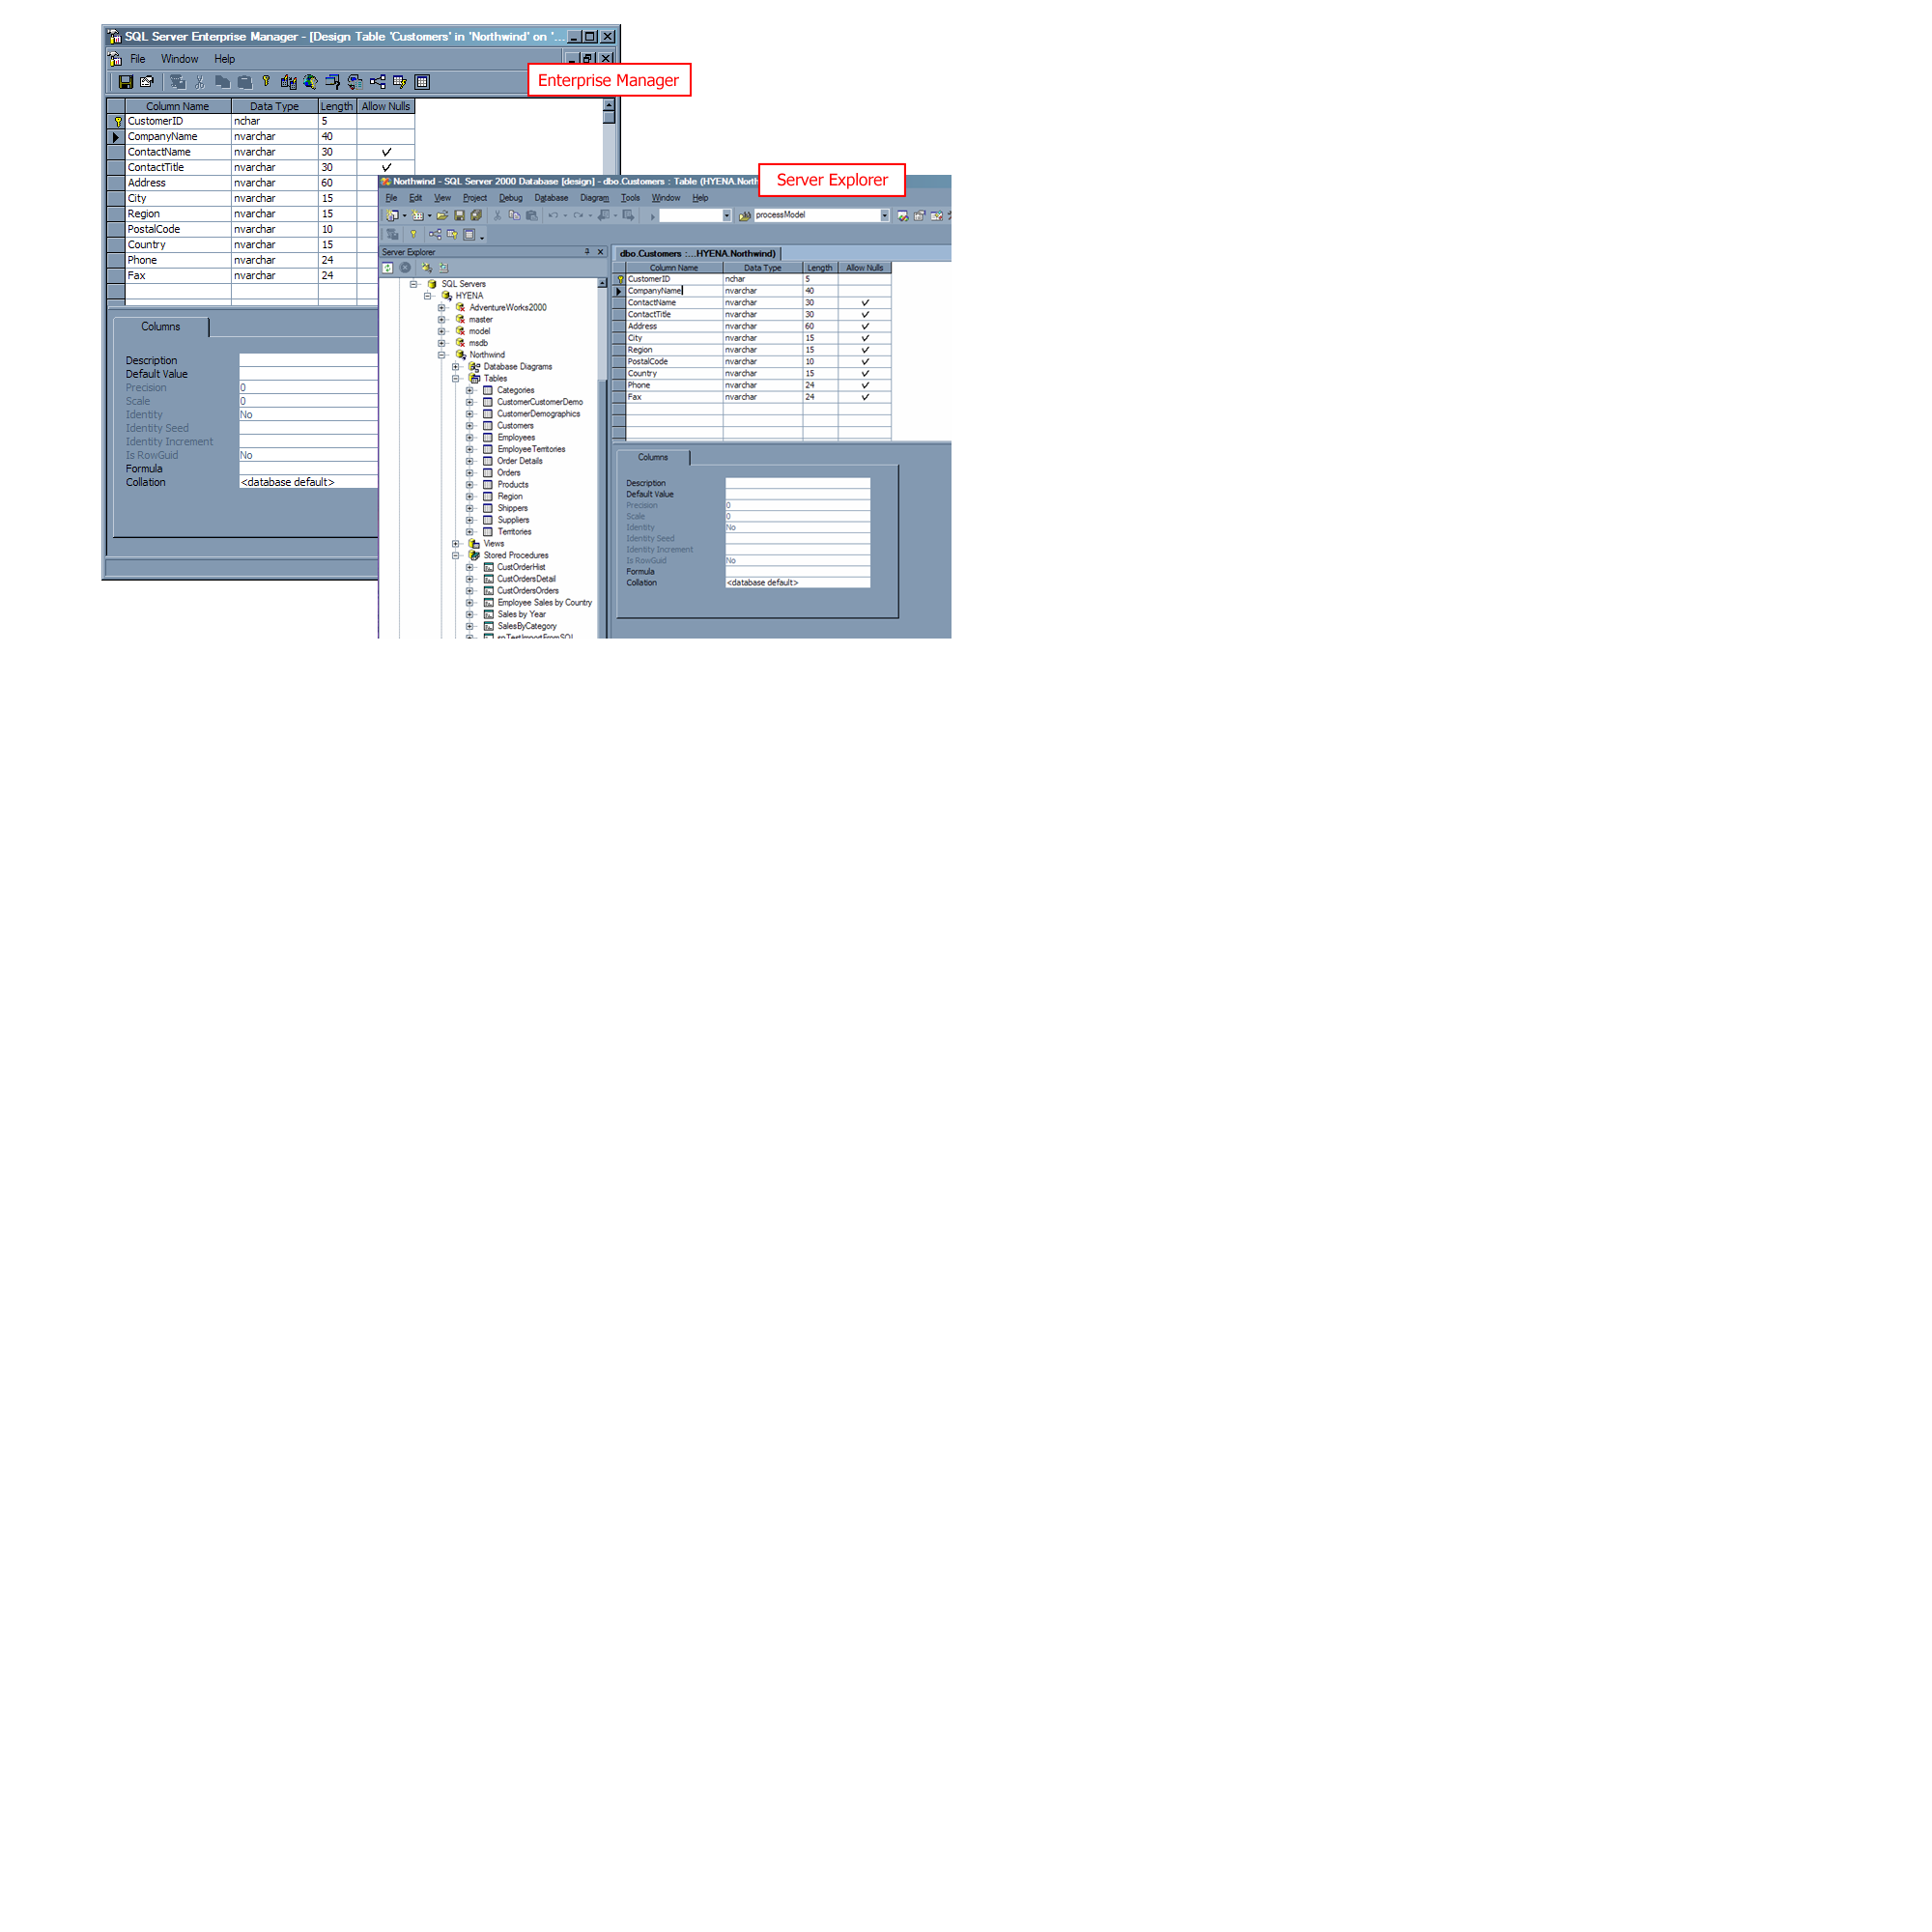 SQL Server Enterprise Manager - [Design Table 'Customers' in 'Northwind' on '...
File Window Help
Enterprise Manager
Column Name Data Type Length Allow Nulls
CustomerID nchar 5
CompanyName nvarchar 40
ContactName nvarchar 30
ContactTitle nvarchar 30
Address nvarchar 60
City nvarchar 15
Region nvarchar 15
PostalCode nvarchar 10
Country nvarchar 15
Phone nvarchar 24
Fax nvarchar 24
Columns
Description
Default Value
Precision 0
Scale 0
Identity No
Identity Seed
Identity Increment
Is RowGuid No
Formula
Collation <database default>
Server Explorer
Northwind - SQL Server 2000 Database [design] - dbo.Customers : Table (HYENA.North
File Edit View Project Debug Database Diagram Tools Window Help
processModel
Server Explorer
SQL Servers
HYENA
AdventureWorks2000
master
model
msdb
Northwind
Database Diagrams
Tables
Categories
CustomerCustomerDemo
CustomerDemographics
Customers
Employees
EmployeeTerritories
Order Details
Orders
Products
Region
Shippers
Suppliers
Territories
Views
Stored Procedures
CustOrderHist
CustOrdersDetail
CustOrdersOrders
Employee Sales by Country
Sales by Year
SalesByCategory
spTestImportFromSQL
dbo.Customers :...HYENA.Northwind)
Column Name Data Type Length Allow Nulls
CustomerID nchar 5
CompanyName nvarchar 40
ContactName nvarchar 30
ContactTitle nvarchar 30
Address nvarchar 60
City nvarchar 15
Region nvarchar 15
PostalCode nvarchar 10
Country nvarchar 15
Phone nvarchar 24
Fax nvarchar 24
Columns
Description
Default Value
Precision 0
Scale 0
Identity No
Identity Seed
Identity Increment
Is RowGuid No
Formula
Collation <database default>